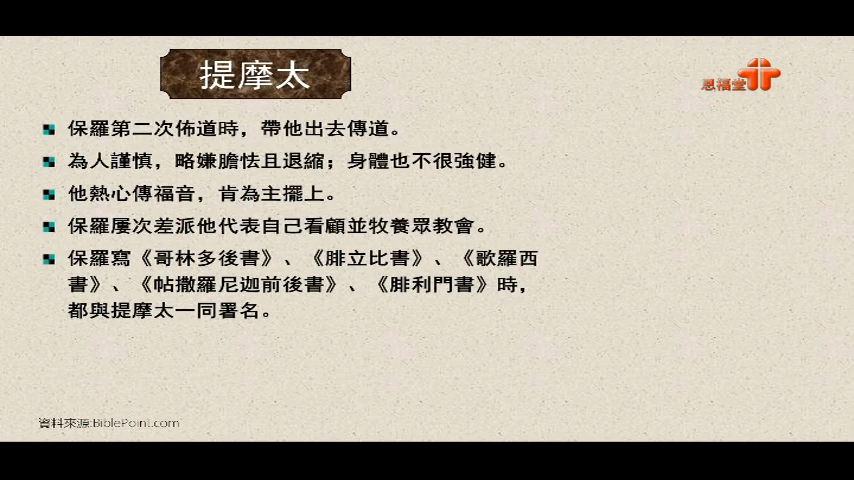 提摩太
恩福堂
保羅第二次佈道時，帶他出去傳道。
為人謹慎，略嫌膽怯且退縮；身體也不很強健。
他熱心傳福音，肯為主擺上。
保羅屢次差派他代表自己看顧並牧養眾教會。
保羅寫《哥林多後書》、《腓立比書》、《歌羅西
書》、《帖撒羅尼迦前後書》、《腓利門書》時，
都與提摩太一同署名。
資料來源:BiblePoint.com